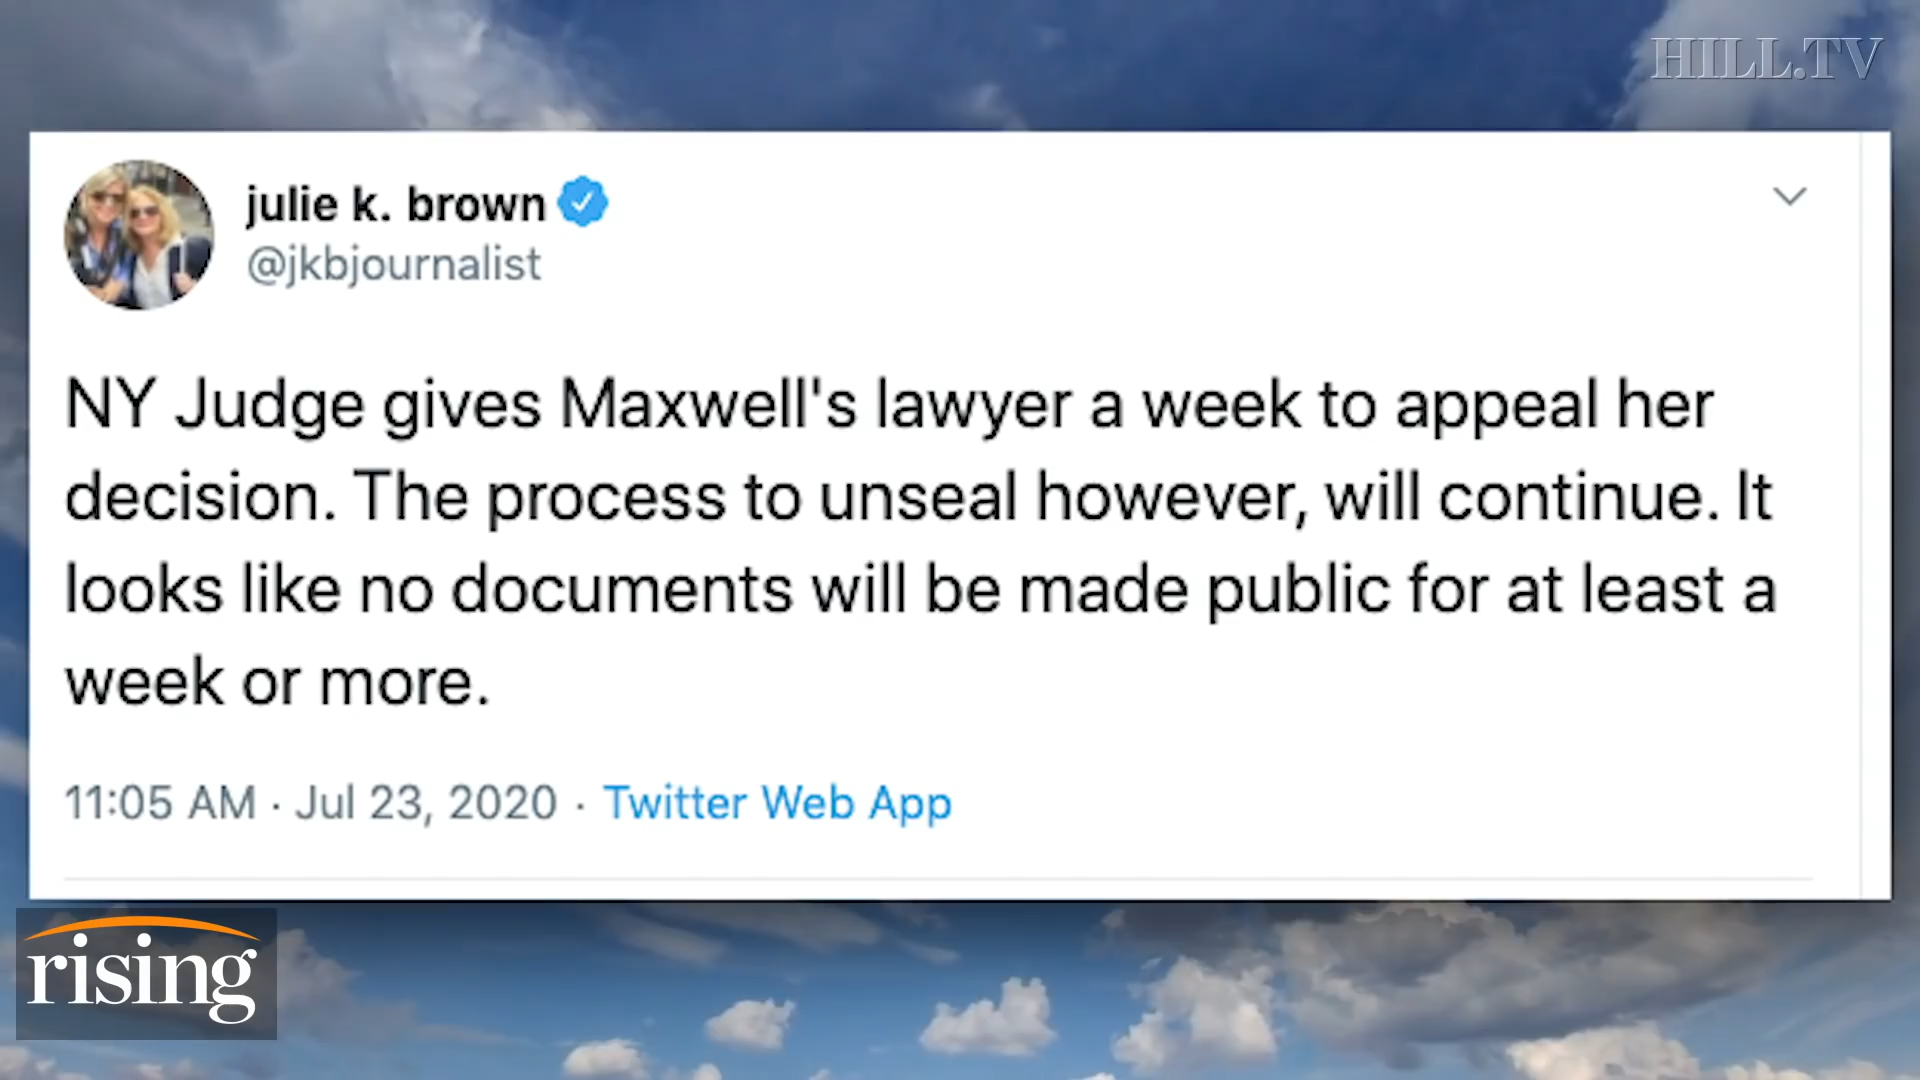 HILL.TV
julie k. brown
@jkbjournalist
NY Judge gives Maxwell's lawyer a week to appeal her
decision. The process to unseal however, will continue. It
looks like no documents will be made public for at least a
week or more.
11:05 AM · Jul 23, 2020 · Twitter Web App
rising